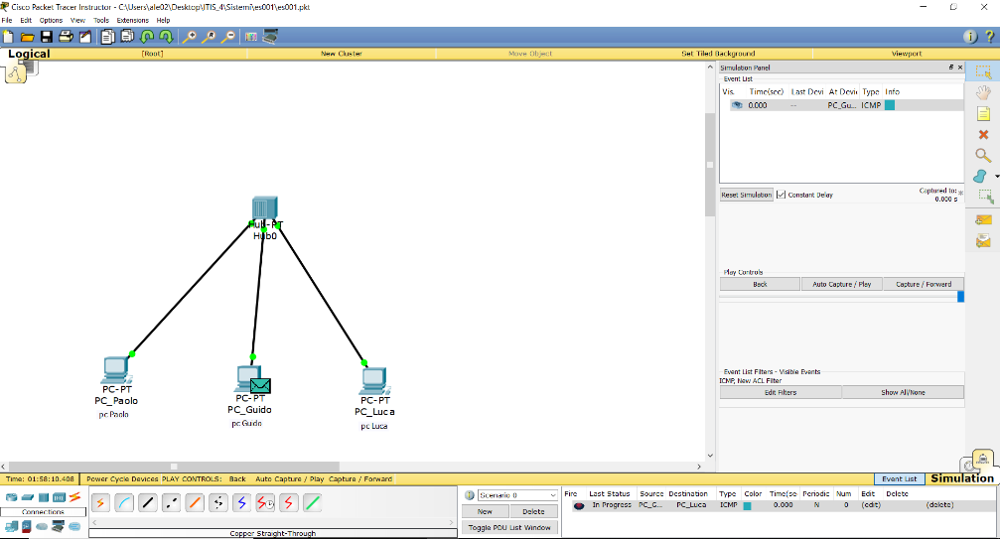 Cisco Packet Tracer Instructor - C:\Users\ale02\Desktop\ITIS_4\Sistemi\es001\es001.pkt
File Edit Options View Tools Extensions Help
Logical [Root] New Cluster Move Object Set Tiled Background Viewport
Simulation Panel
Event List
Vis. Time(sec) Last Devi At Devi Type Info
0.000 -- PC_Gu... ICMP
Reset Simulation Constant Delay Captured to: *
0.000 s
Hub-PT
Hub0
Play Controls
Back Auto Capture / Play Capture / Forward
Event List Filters - Visible Events
ICMP, New ACL Filter
Edit Filters Show All/None
PC-PT
PC_Paolo
pc Paolo
PC-PT
PC_Guido
pc Guido
PC-PT
PC_Luca
pc Luca
Time: 01:58:10.408 Power Cycle Devices PLAY CONTROLS: Back Auto Capture / Play Capture / Forward Event List Simulation
Connections
Copper Straight-Through
Scenario 0
New Delete
Toggle PDU List Window
Fire Last Status Source Destination Type Color Time(se Periodic Num Edit Delete
In Progress PC_G... PC_Luca ICMP 0.000 N 0 (edit) (delete)